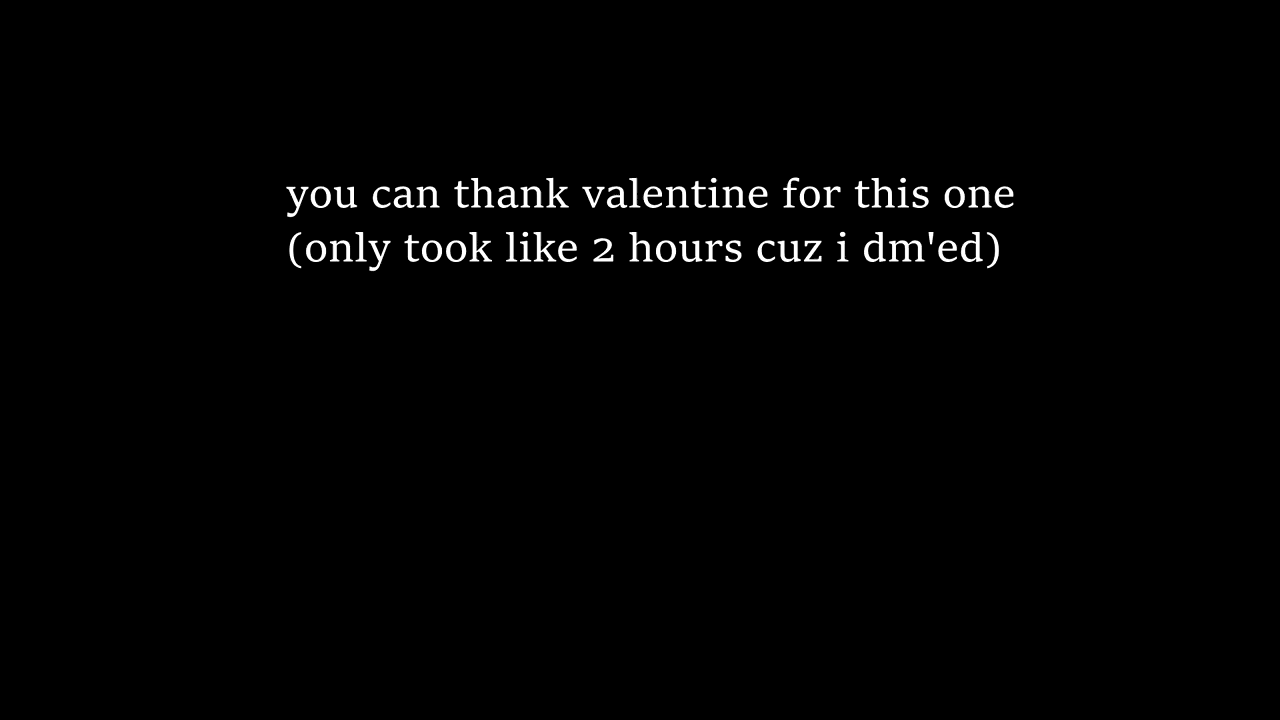 you can thank valentine for this one
(only took like 2 hours cuz i dm'ed)